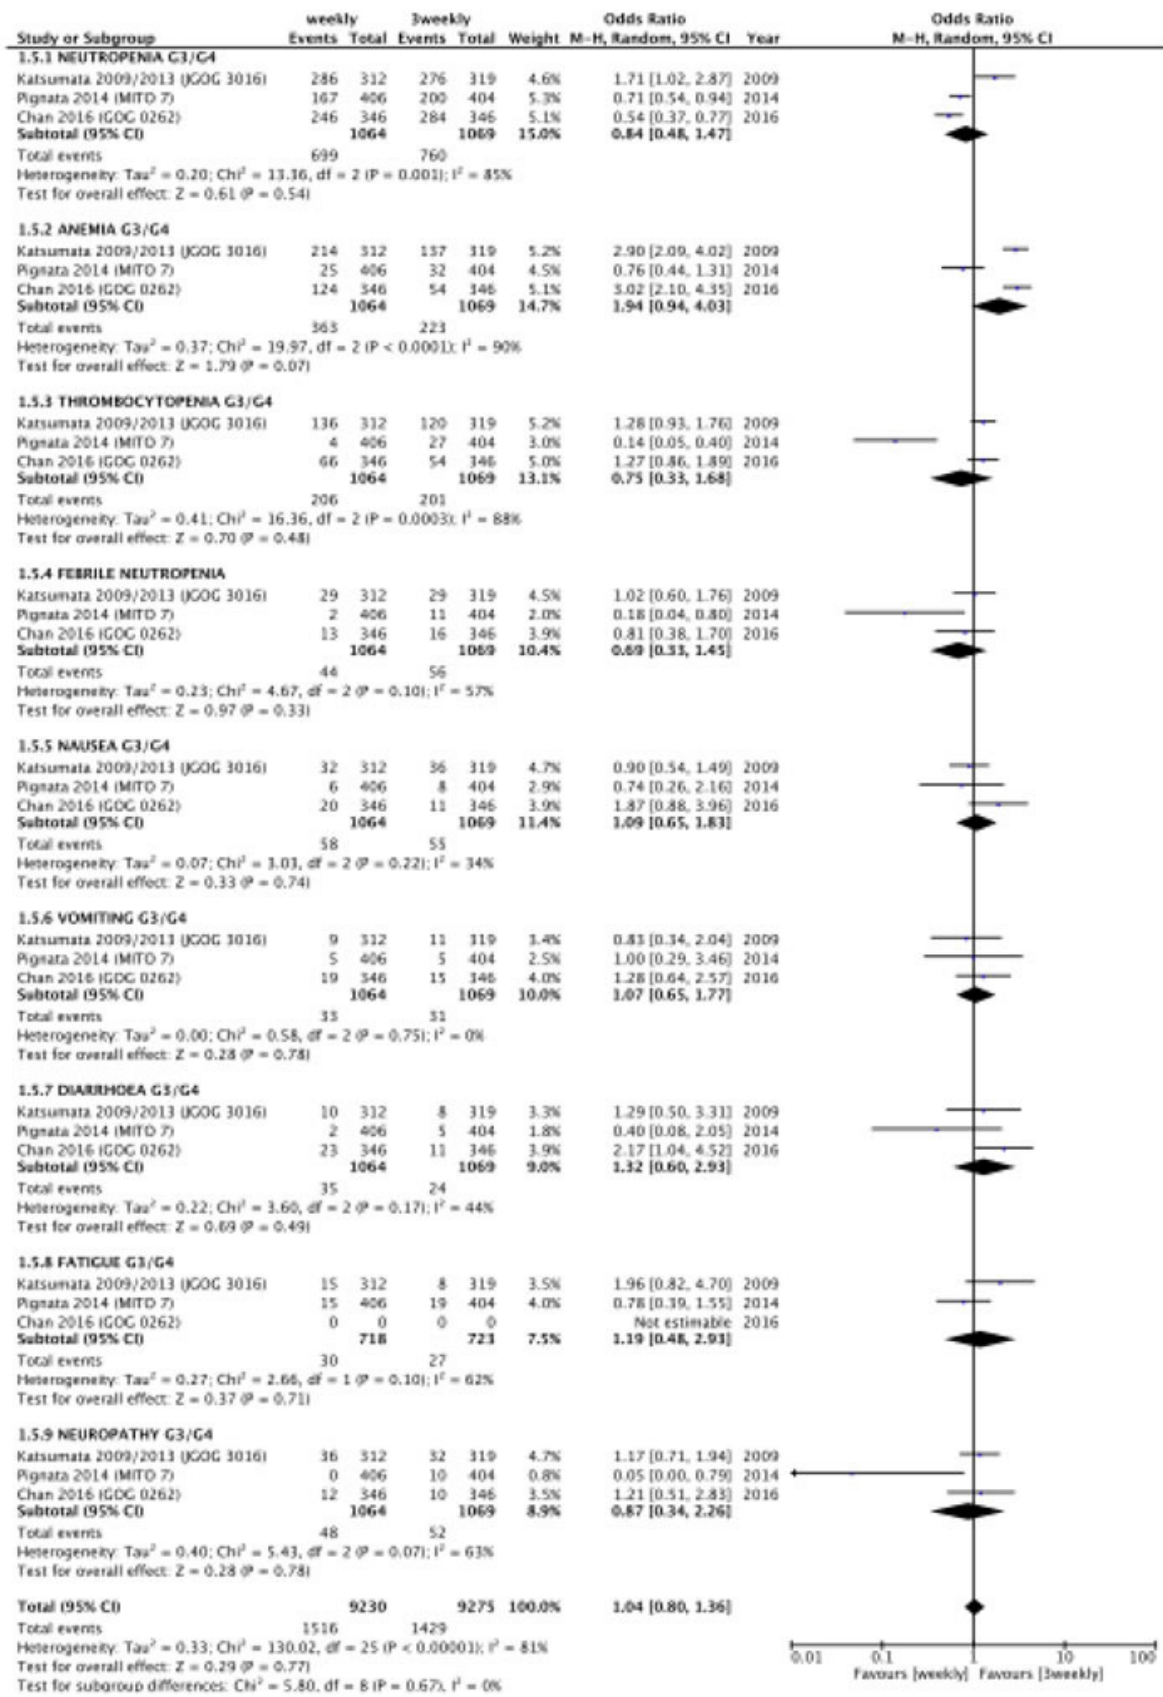 weekly 3weekly Odds Ratio Odds Ratio
Study or Subgroup Events Total Events Total Weight M-H, Random, 95% CI Year M-H, Random, 95% CI
1.5.1 NEUTROPENIA G3/G4
Katsumata 2009/2013 (JGOG 3016) 286 312 276 319 4.6% 1.71 [1.02, 2.87] 2009
Pignata 2014 (MITO 7) 167 406 200 404 5.3% 0.71 [0.54, 0.94] 2014
Chan 2016 (GOG 0262) 246 346 284 346 5.1% 0.54 [0.37, 0.77] 2016
Subtotal (95% CI) 1064 1069 15.0% 0.84 [0.48, 1.47]
Total events 699 760
Heterogeneity: Tau² = 0.20; Chi² = 13.36, df = 2 (P = 0.001); I² = 85%
Test for overall effect: Z = 0.61 (P = 0.54)
1.5.2 ANEMIA G3/G4
Katsumata 2009/2013 (JGOG 3016) 214 312 137 319 5.2% 2.90 [2.09, 4.02] 2009
Pignata 2014 (MITO 7) 25 406 32 404 4.5% 0.76 [0.44, 1.31] 2014
Chan 2016 (GOG 0262) 124 346 54 346 5.1% 3.02 [2.10, 4.35] 2016
Subtotal (95% CI) 1064 1069 14.7% 1.94 [0.94, 4.03]
Total events 363 223
Heterogeneity: Tau² = 0.37; Chi² = 19.97, df = 2 (P < 0.0001); I² = 90%
Test for overall effect: Z = 1.79 (P = 0.07)
1.5.3 THROMBOCYTOPENIA G3/G4
Katsumata 2009/2013 (JGOG 3016) 136 312 120 319 5.2% 1.28 [0.93, 1.76] 2009
Pignata 2014 (MITO 7) 4 406 27 404 3.0% 0.14 [0.05, 0.40] 2014
Chan 2016 (GOG 0262) 66 346 54 346 5.0% 1.27 [0.86, 1.89] 2016
Subtotal (95% CI) 1064 1069 13.1% 0.75 [0.33, 1.68]
Total events 206 201
Heterogeneity: Tau² = 0.41; Chi² = 16.36, df = 2 (P = 0.0003); I² = 88%
Test for overall effect: Z = 0.70 (P = 0.48)
1.5.4 FEBRILE NEUTROPENIA
Katsumata 2009/2013 (JGOG 3016) 29 312 29 319 4.5% 1.02 [0.60, 1.76] 2009
Pignata 2014 (MITO 7) 2 406 11 404 2.0% 0.18 [0.04, 0.80] 2014
Chan 2016 (GOG 0262) 13 346 16 346 3.9% 0.81 [0.38, 1.70] 2016
Subtotal (95% CI) 1064 1069 10.4% 0.69 [0.33, 1.45]
Total events 44 56
Heterogeneity: Tau² = 0.23; Chi² = 4.67, df = 2 (P = 0.10); I² = 57%
Test for overall effect: Z = 0.97 (P = 0.33)
1.5.5 NAUSEA G3/G4
Katsumata 2009/2013 (JGOG 3016) 32 312 36 319 4.7% 0.90 [0.54, 1.49] 2009
Pignata 2014 (MITO 7) 6 406 8 404 2.9% 0.74 [0.26, 2.16] 2014
Chan 2016 (GOG 0262) 20 346 11 346 3.9% 1.87 [0.88, 3.96] 2016
Subtotal (95% CI) 1064 1069 11.4% 1.09 [0.65, 1.83]
Total events 58 55
Heterogeneity: Tau² = 0.07; Chi² = 3.03, df = 2 (P = 0.22); I² = 34%
Test for overall effect: Z = 0.33 (P = 0.74)
1.5.6 VOMITING G3/G4
Katsumata 2009/2013 (JGOG 3016) 9 312 11 319 3.4% 0.83 [0.34, 2.04] 2009
Pignata 2014 (MITO 7) 5 406 5 404 2.5% 1.00 [0.29, 3.46] 2014
Chan 2016 (GOG 0262) 19 346 15 346 4.0% 1.28 [0.64, 2.57] 2016
Subtotal (95% CI) 1064 1069 10.0% 1.07 [0.65, 1.77]
Total events 33 31
Heterogeneity: Tau² = 0.00; Chi² = 0.58, df = 2 (P = 0.75); I² = 0%
Test for overall effect: Z = 0.28 (P = 0.78)
1.5.7 DIARRHOEA G3/G4
Katsumata 2009/2013 (JGOG 3016) 10 312 8 319 3.3% 1.29 [0.50, 3.31] 2009
Pignata 2014 (MITO 7) 2 406 5 404 1.8% 0.40 [0.08, 2.05] 2014
Chan 2016 (GOG 0262) 23 346 11 346 3.9% 2.17 [1.04, 4.52] 2016
Subtotal (95% CI) 1064 1069 9.0% 1.32 [0.60, 2.93]
Total events 35 24
Heterogeneity: Tau² = 0.22; Chi² = 3.60, df = 2 (P = 0.17); I² = 44%
Test for overall effect: Z = 0.69 (P = 0.49)
1.5.8 FATIGUE G3/G4
Katsumata 2009/2013 (JGOG 3016) 15 312 8 319 3.5% 1.96 [0.82, 4.70] 2009
Pignata 2014 (MITO 7) 15 406 19 404 4.0% 0.78 [0.39, 1.55] 2014
Chan 2016 (GOG 0262) 0 0 0 0 Not estimable 2016
Subtotal (95% CI) 718 723 7.5% 1.19 [0.48, 2.93]
Total events 30 27
Heterogeneity: Tau² = 0.27; Chi² = 2.66, df = 1 (P = 0.10); I² = 62%
Test for overall effect: Z = 0.37 (P = 0.71)
1.5.9 NEUROPATHY G3/G4
Katsumata 2009/2013 (JGOG 3016) 36 312 32 319 4.7% 1.17 [0.71, 1.94] 2009
Pignata 2014 (MITO 7) 0 406 10 404 0.8% 0.05 [0.00, 0.79] 2014
Chan 2016 (GOG 0262) 12 346 10 346 3.5% 1.21 [0.51, 2.83] 2016
Subtotal (95% CI) 1064 1069 8.9% 0.87 [0.34, 2.26]
Total events 48 52
Heterogeneity: Tau² = 0.40; Chi² = 5.43, df = 2 (P = 0.07); I² = 63%
Test for overall effect: Z = 0.28 (P = 0.78)
Total (95% CI) 9230 9275 100.0% 1.04 [0.80, 1.36]
Total events 1516 1429
Heterogeneity: Tau² = 0.33; Chi² = 130.02, df = 25 (P < 0.00001); I² = 81%
Test for overall effect: Z = 0.29 (P = 0.77)
Test for subgroup differences: Chi² = 5.80, df = 8 (P = 0.67), I² = 0%
0.01 0.1 1 10 100
Favours [weekly] Favours [3weekly]